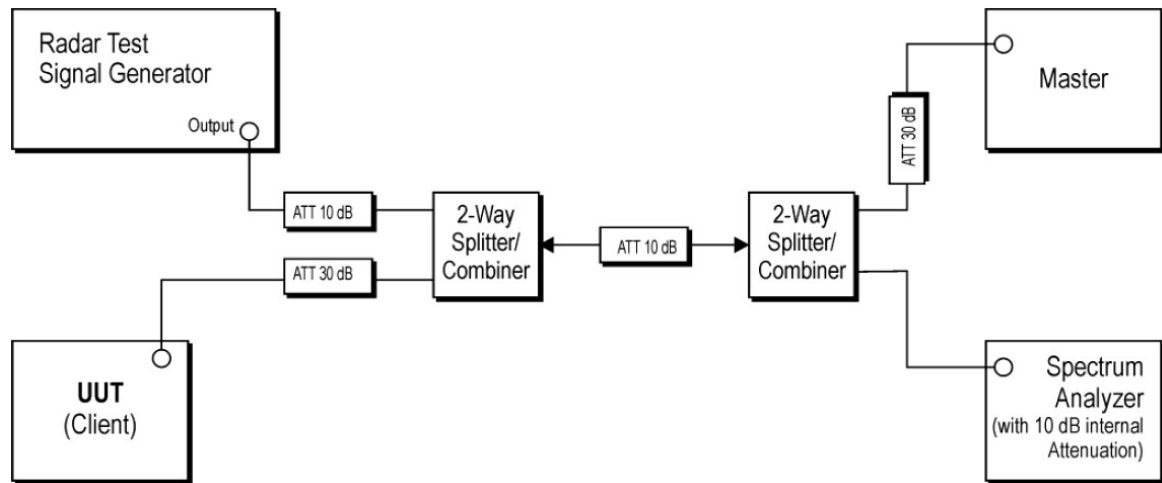 Radar Test
Signal Generator
Output
ATT 10 dB
ATT 30 dB
UUT
(Client)
2-Way
Splitter/
Combiner
ATT 10 dB
2-Way
Splitter/
Combiner
ATT 30 dB
Master
Spectrum
Analyzer
(with 10 dB internal
Attenuation)